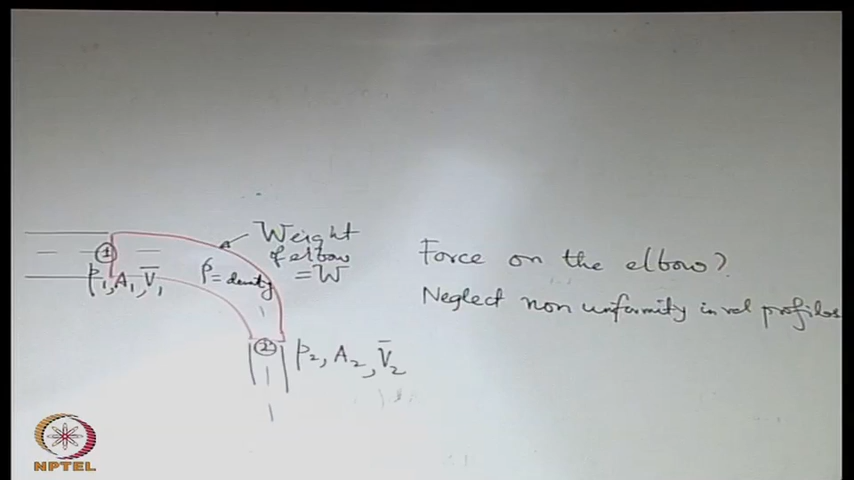 Weight
of elbow
= W
①
ρ = density
p₁, A₁, V̄₁
②
p₂, A₂, V̄₂
Force on the elbow?
Neglect non uniformity in vel profiles
NPTEL